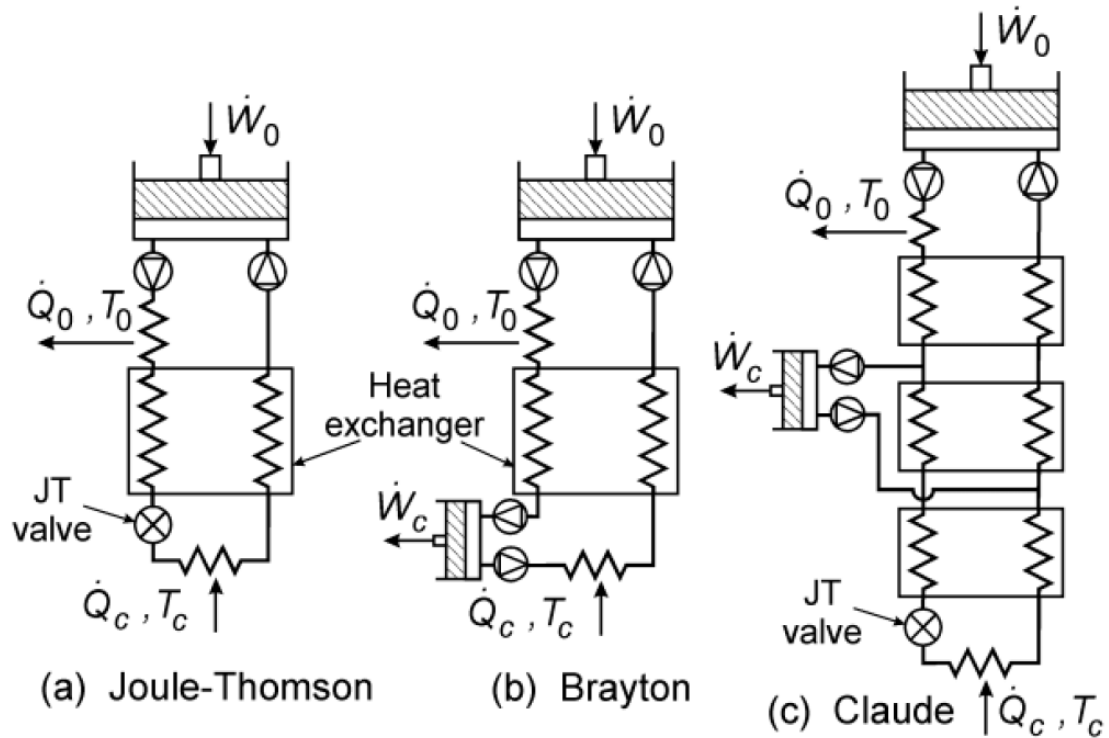 Ẇ0
Q̇0 , T0
JT
valve
Q̇c , Tc
(a) Joule-Thomson
Ẇ0
Q̇0 , T0
Heat
exchanger
Ẇc
Q̇c , Tc
(b) Brayton
Ẇ0
Q̇0 , T0
Ẇc
JT
valve
Q̇c , Tc
(c) Claude